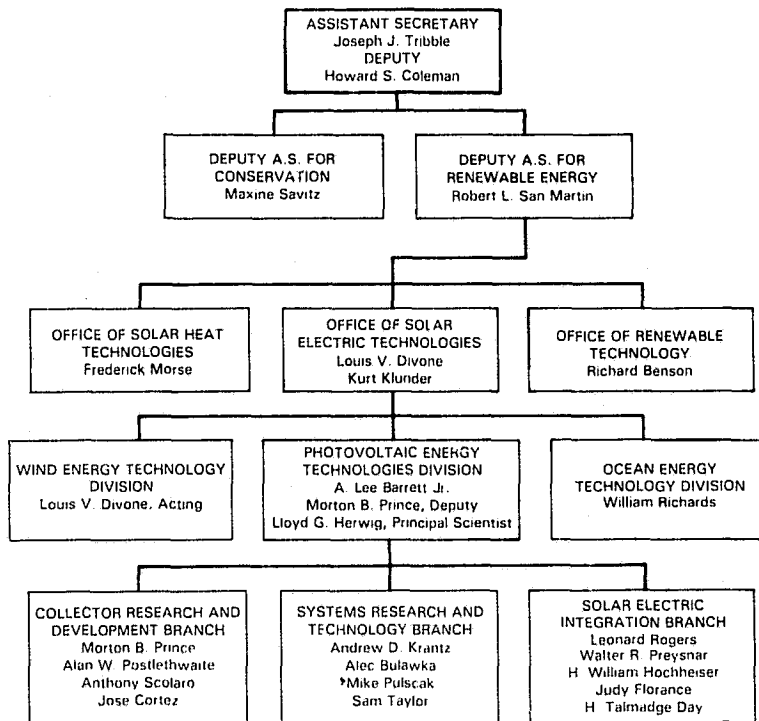 ASSISTANT SECRETARY
Joseph J. Tribble
DEPUTY
Howard S. Coleman
DEPUTY A.S. FOR
CONSERVATION
Maxine Savitz
DEPUTY A.S. FOR
RENEWABLE ENERGY
Robert L. San Martin
OFFICE OF SOLAR HEAT
TECHNOLOGIES
Frederick Morse
OFFICE OF SOLAR
ELECTRIC TECHNOLOGIES
Louis V. Divone
Kurt Klunder
OFFICE OF RENEWABLE
TECHNOLOGY
Richard Benson
WIND ENERGY TECHNOLOGY
DIVISION
Louis V. Divone, Acting
PHOTOVOLTAIC ENERGY
TECHNOLOGIES DIVISION
A. Lee Barrett Jr.
Morton B. Prince, Deputy
Lloyd G. Herwig, Principal Scientist
OCEAN ENERGY
TECHNOLOGY DIVISION
William Richards
COLLECTOR RESEARCH AND
DEVELOPMENT BRANCH
Morton B. Prince
Alan W. Postlethwaite
Anthony Scolaro
Jose Cortez
SYSTEMS RESEARCH AND
TECHNOLOGY BRANCH
Andrew D. Krantz
Alec Bulawka
Mike Pulscak
Sam Taylor
SOLAR ELECTRIC
INTEGRATION BRANCH
Leonard Rogers
Walter R. Preysnar
H. William Hochheiser
Judy Florance
H. Talmadge Day